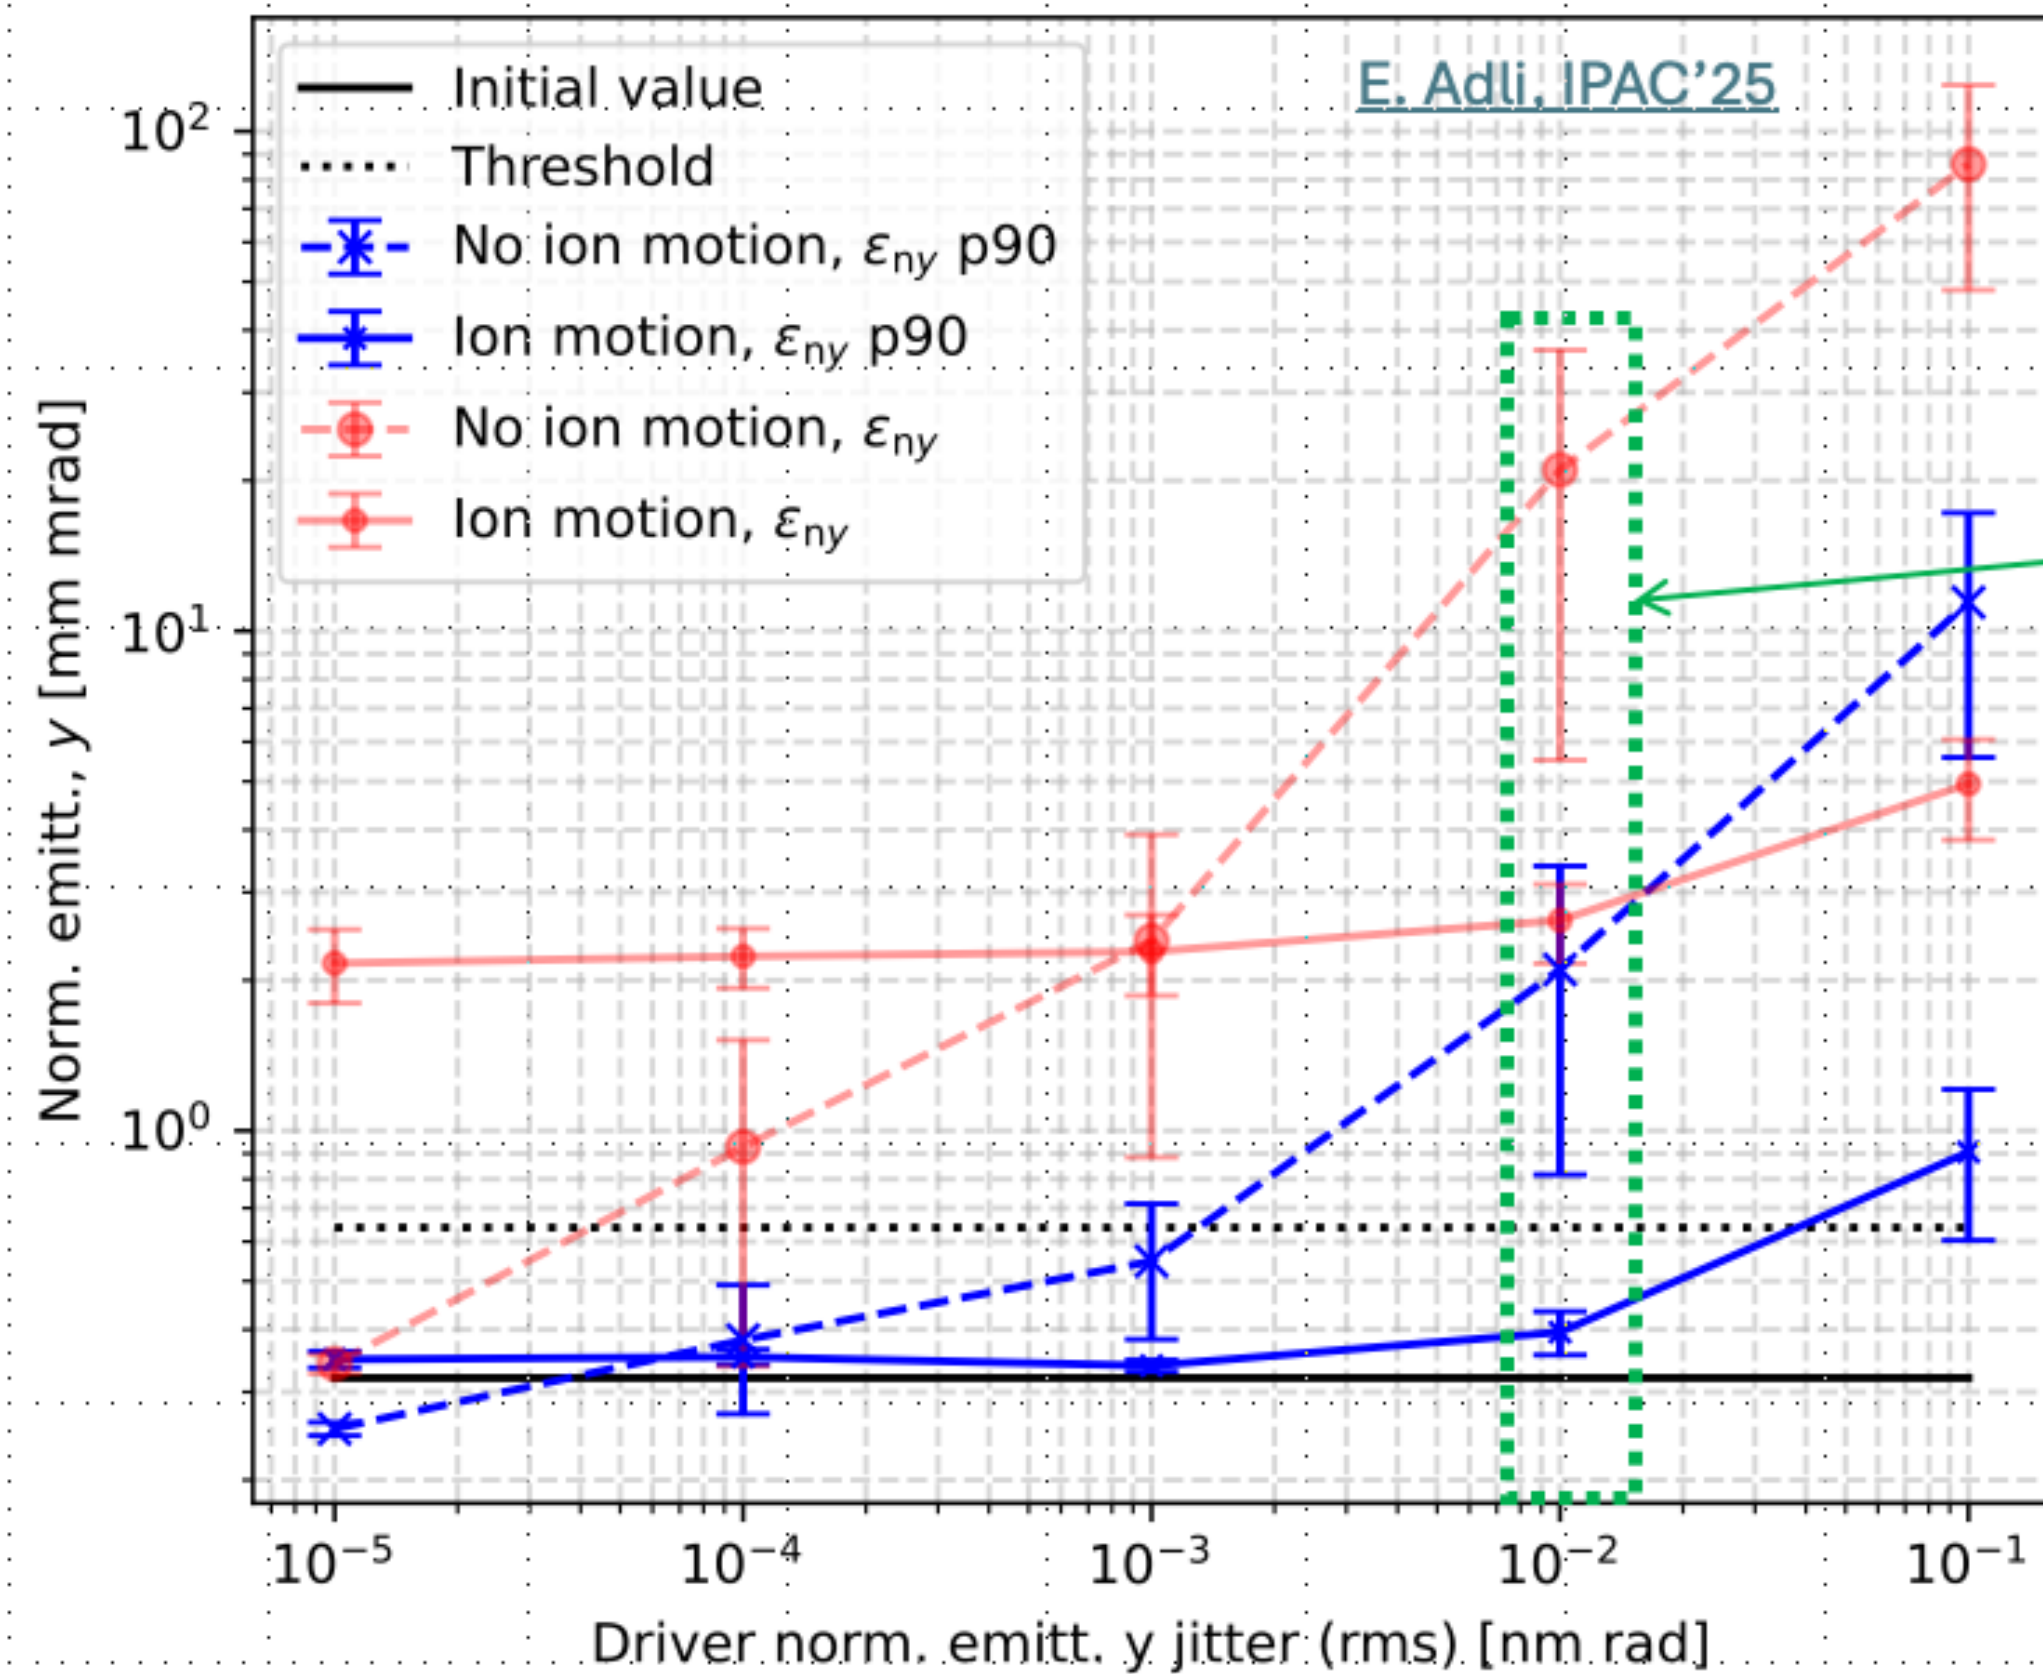 E. Adli, IPAC’25
Initial value
Threshold
No ion motion, εny p90
Ion motion, εny p90
No ion motion, εny
Ion motion, εny
Norm. emitt., y [mm mrad]
10²
10¹
10⁰
10⁻⁵ 10⁻⁴ 10⁻³ 10⁻² 10⁻¹
Driver norm. emitt. y jitter (rms) [nm rad]